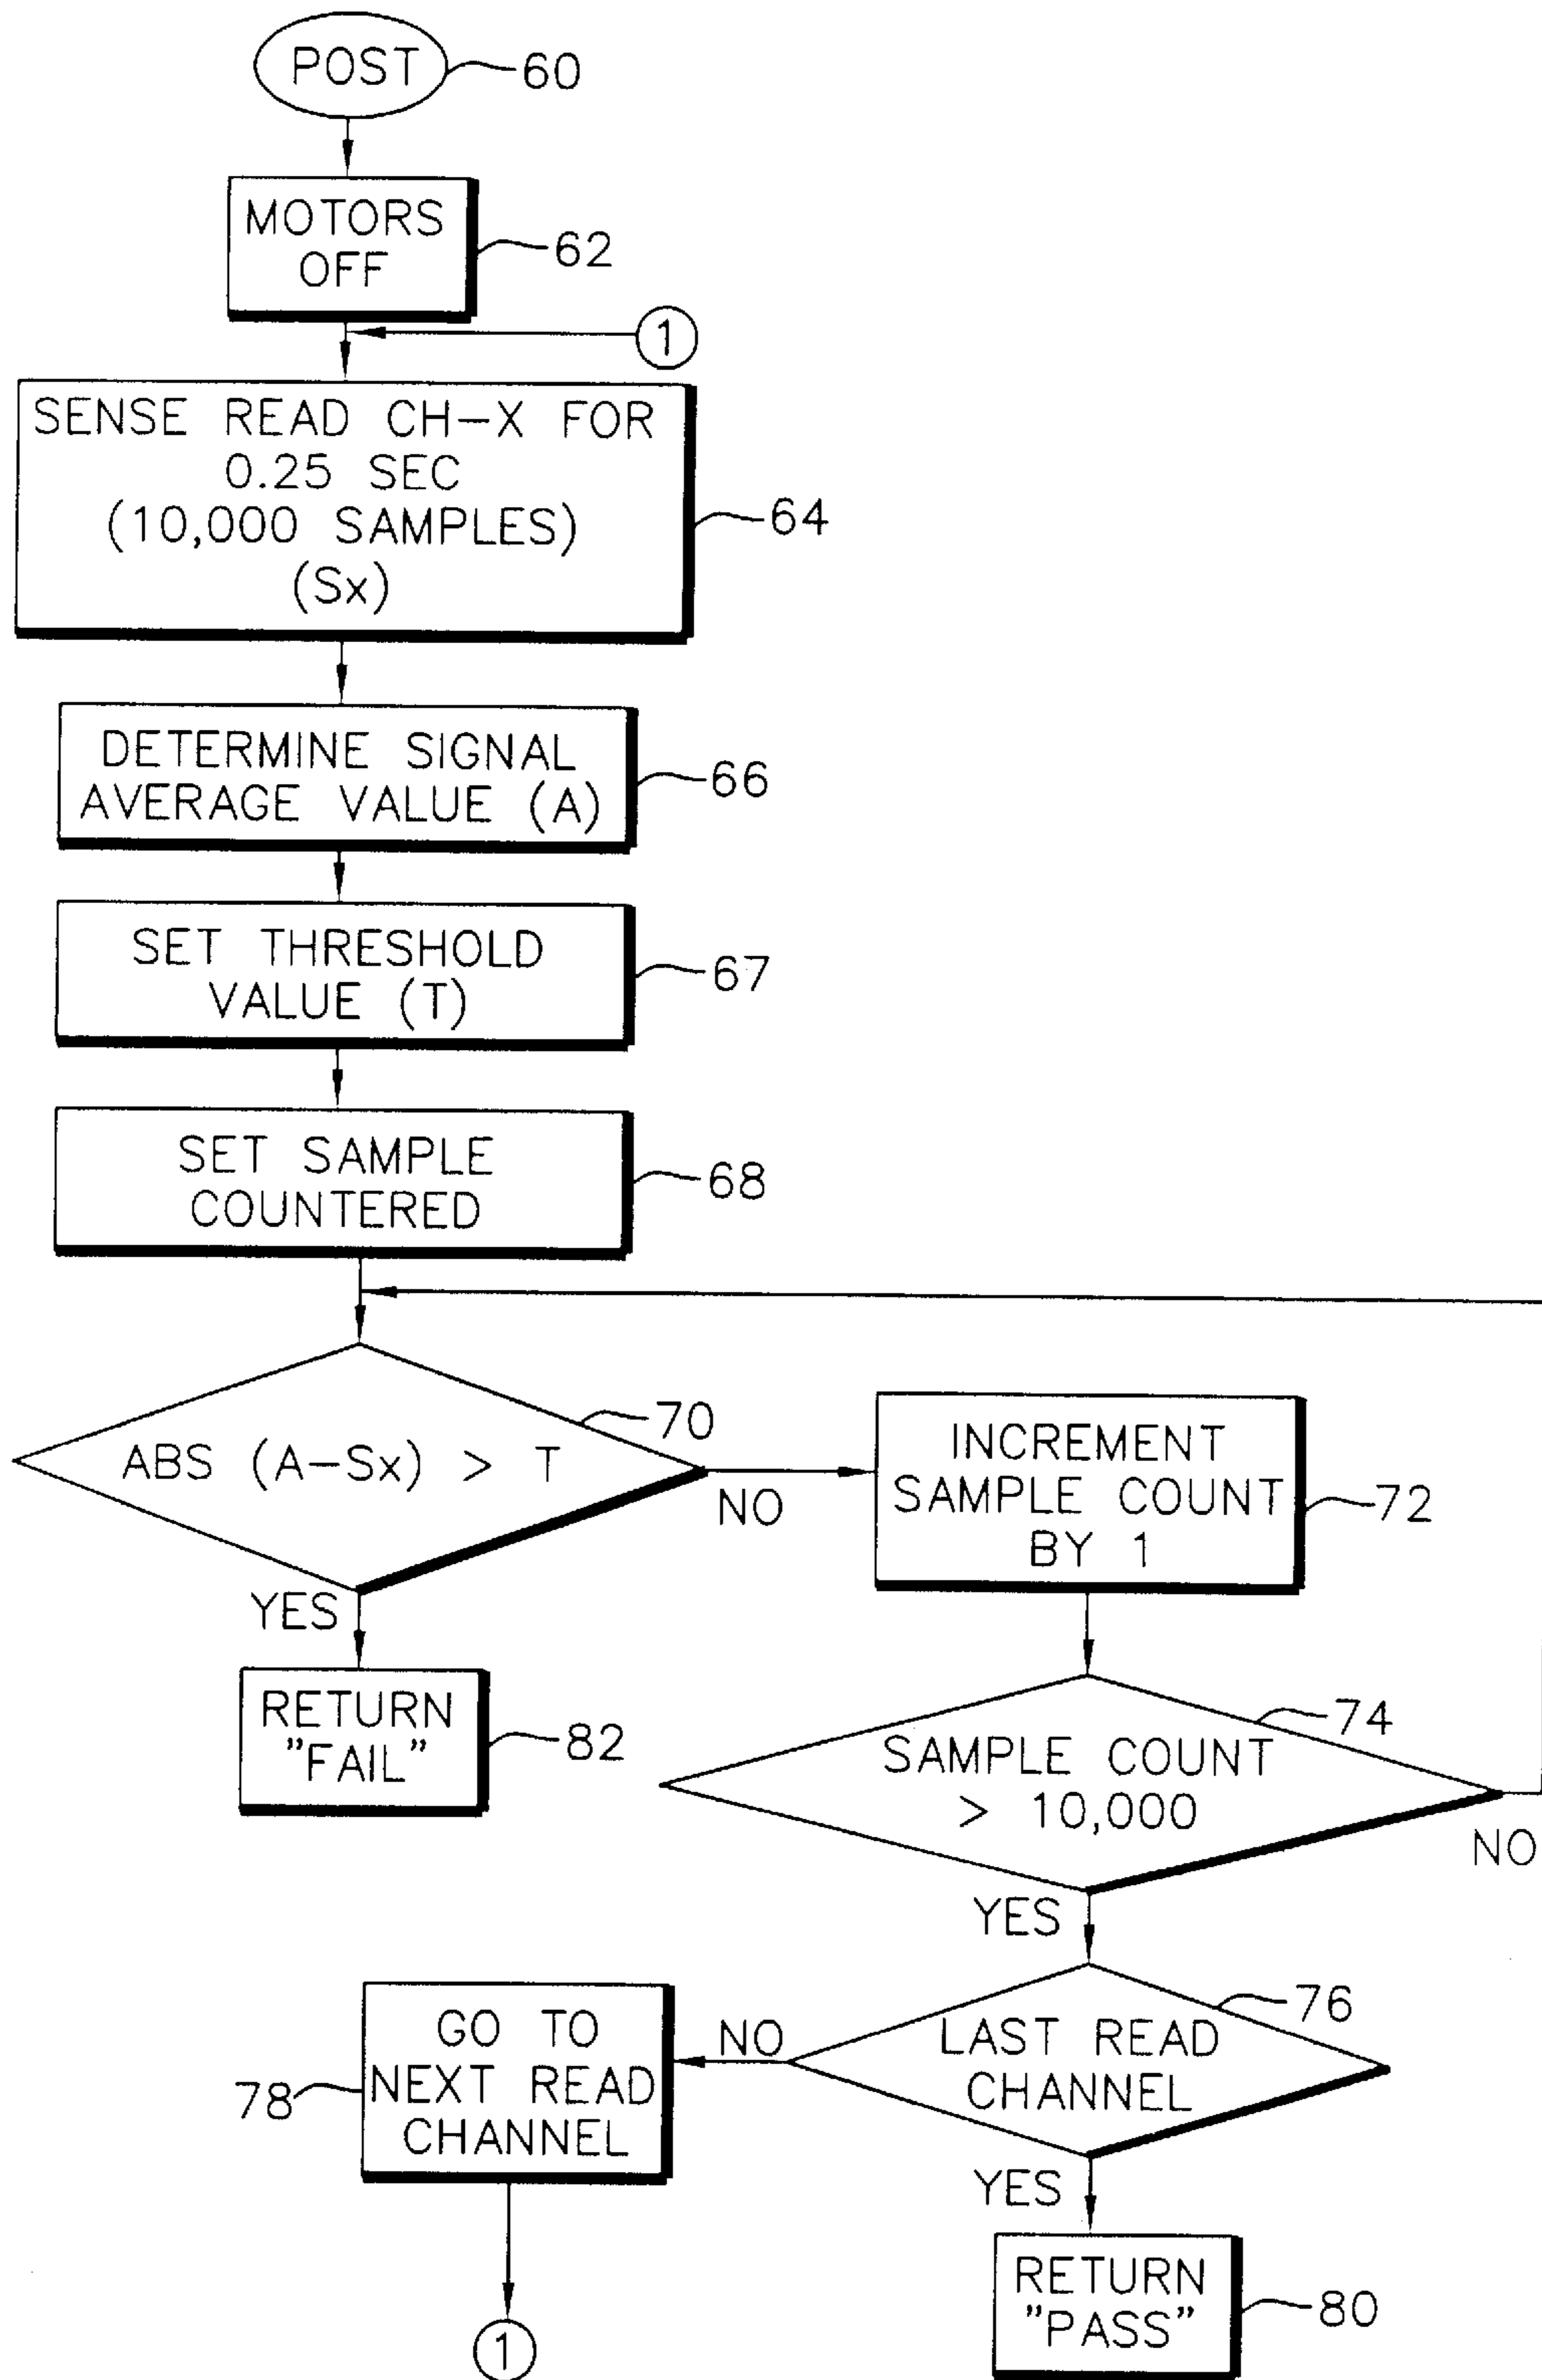 POST
60
MOTORS
OFF
62
1
SENSE READ CH-X FOR
0.25 SEC
(10,000 SAMPLES)
(Sx)
64
DETERMINE SIGNAL
AVERAGE VALUE (A)
66
SET THRESHOLD
VALUE (T)
67
SET SAMPLE
COUNTERED
68
ABS (A-Sx) > T
70
NO
YES
INCREMENT
SAMPLE COUNT
BY 1
72
RETURN
"FAIL"
82
SAMPLE COUNT
> 10,000
74
NO
YES
LAST READ
CHANNEL
76
NO
YES
GO TO
NEXT READ
CHANNEL
78
1
RETURN
"PASS"
80